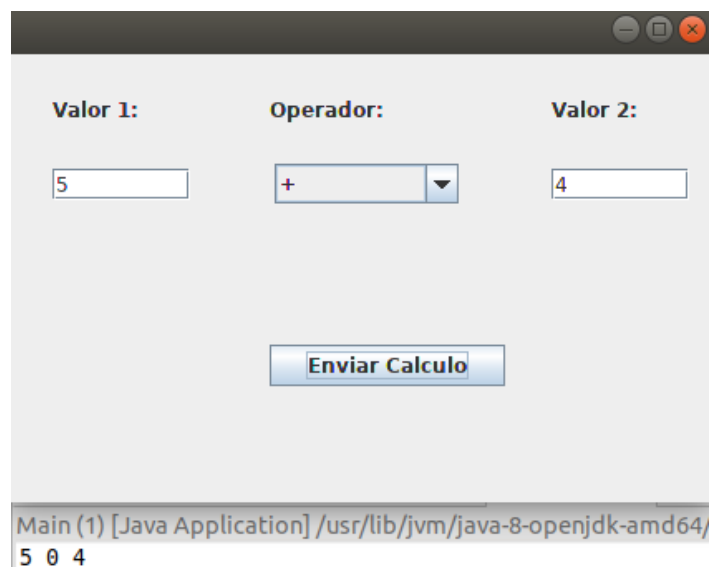 Valor 1: Operador: Valor 2:
5 + 4
Enviar Calculo
Main (1) [Java Application] /usr/lib/jvm/java-8-openjdk-amd64/
5 0 4